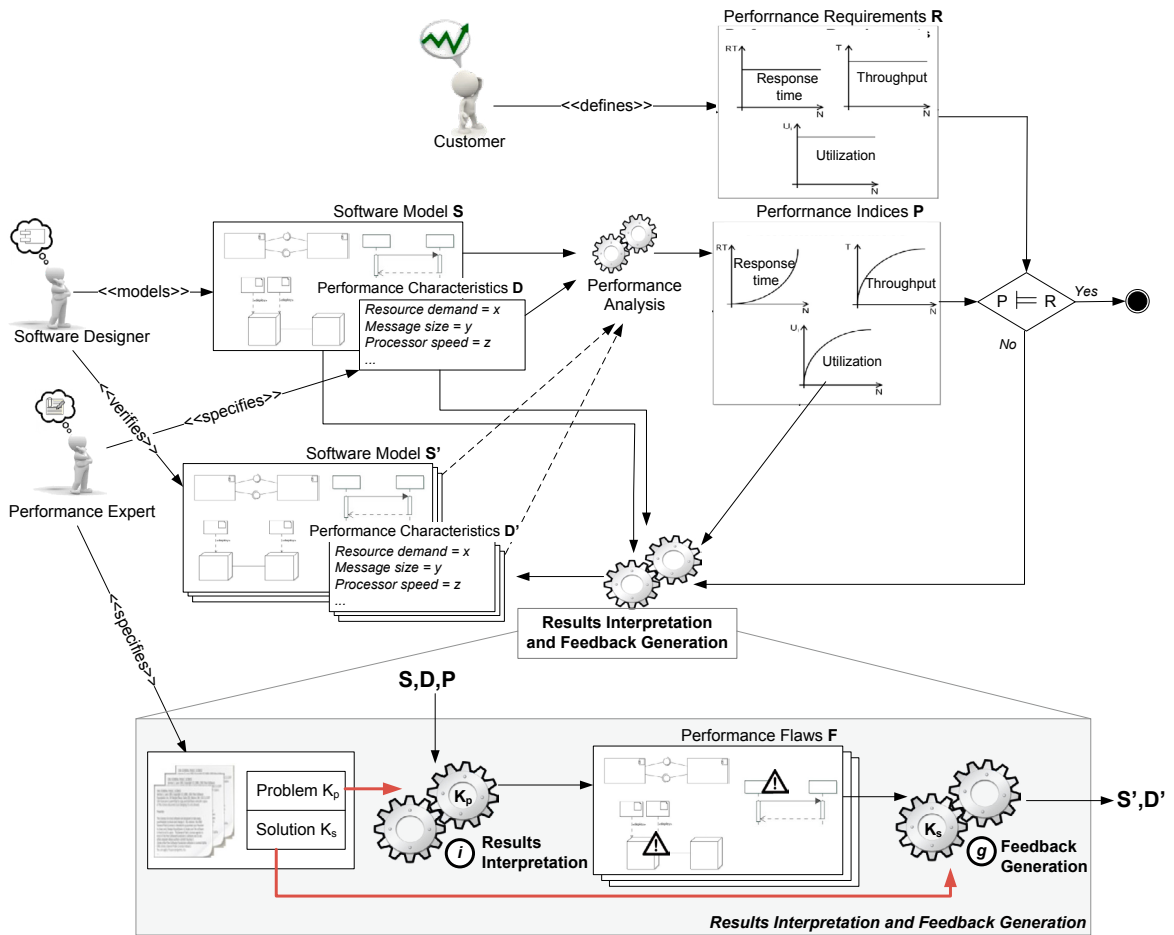 Performance Requirements R
RT
Response
time
N
T
Throughput
N
Ui
Utilization
N
<<defines>>
Customer
Software Model S
Performance Indices P
<<models>>
Software Designer
Performance Characteristics D
Resource demand = x
Message size = y
Processor speed = z
...
Performance
Analysis
RT
Response
time
N
T
Throughput
N
Ui
Utilization
N
P ⊨ R
Yes
No
<<verifies>>
<<specifies>>
Performance Expert
Software Model S'
Performance Characteristics D'
Resource demand = x
Message size = y
Processor speed = z
...
<<specifies>>
Results Interpretation
and Feedback Generation
S,D,P
Performance Flaws F
Problem Kp
Solution Ks
Kp
i
Results
Interpretation
Ks
g
Feedback
Generation
S',D'
Results Interpretation and Feedback Generation